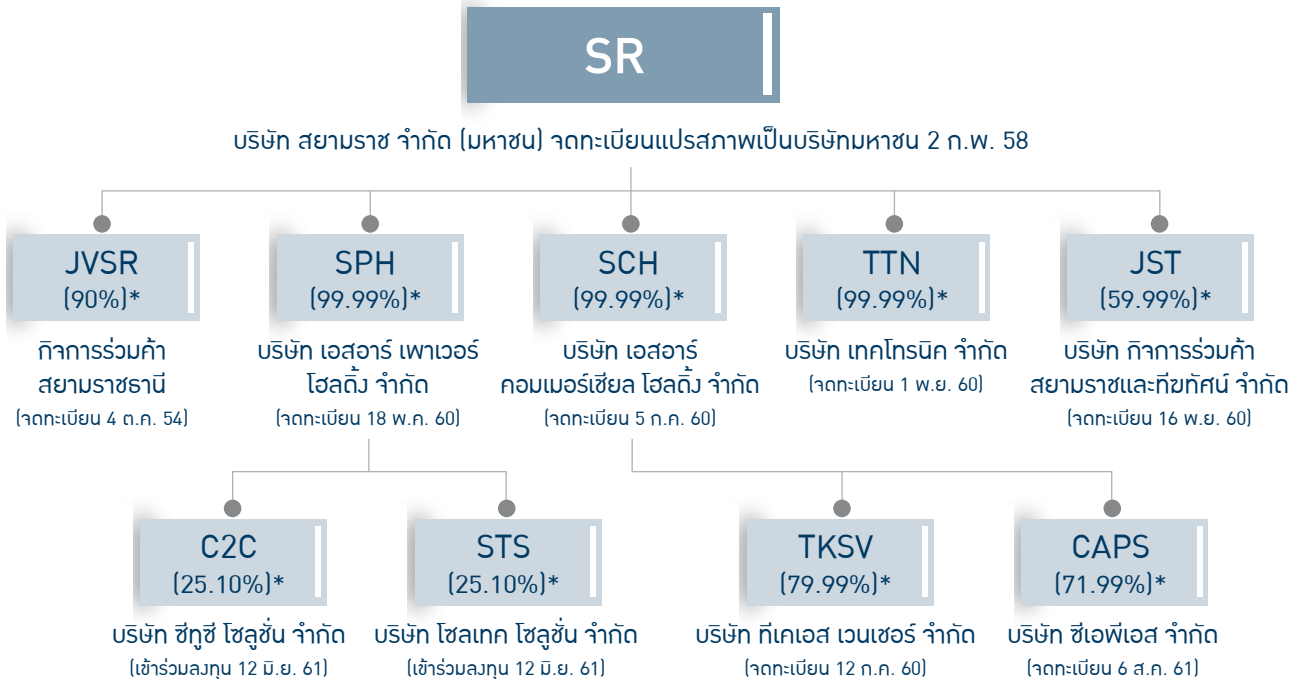 SR
บริษัท สยามราช จำกัด (มหาชน) จดทะเบียนแปรสภาพเป็นบริษัทมหาชน 2 ก.พ. 58
JVSR
(90%)*
กิจการร่วมค้า
สยามราชธานี
(จดทะเบียน 4 ต.ค. 54)
SPH
(99.99%)*
บริษัท เอสอาร์ เพาเวอร์
โฮลดิ้ง จำกัด
(จดทะเบียน 18 พ.ค. 60)
SCH
(99.99%)*
บริษัท เอสอาร์
คอมเมอร์เชียล โฮลดิ้ง จำกัด
(จดทะเบียน 5 ก.ค. 60)
TTN
(99.99%)*
บริษัท เทคโทรนิค จำกัด
(จดทะเบียน 1 พ.ย. 60)
JST
(59.99%)*
บริษัท กิจการร่วมค้า
สยามราชและทีฆทัศน์ จำกัด
(จดทะเบียน 16 พ.ย. 60)
C2C
(25.10%)*
บริษัท ซีทูซี โซลูชั่น จำกัด
(เข้าร่วมลงทุน 12 มิ.ย. 61)
STS
(25.10%)*
บริษัท โซลเทค โซลูชั่น จำกัด
(เข้าร่วมลงทุน 12 มิ.ย. 61)
TKSV
(79.99%)*
บริษัท ทีเคเอส เวนเชอร์ จำกัด
(จดทะเบียน 12 ก.ค. 60)
CAPS
(71.99%)*
บริษัท ซีเอพีเอส จำกัด
(จดทะเบียน 6 ส.ค. 61)